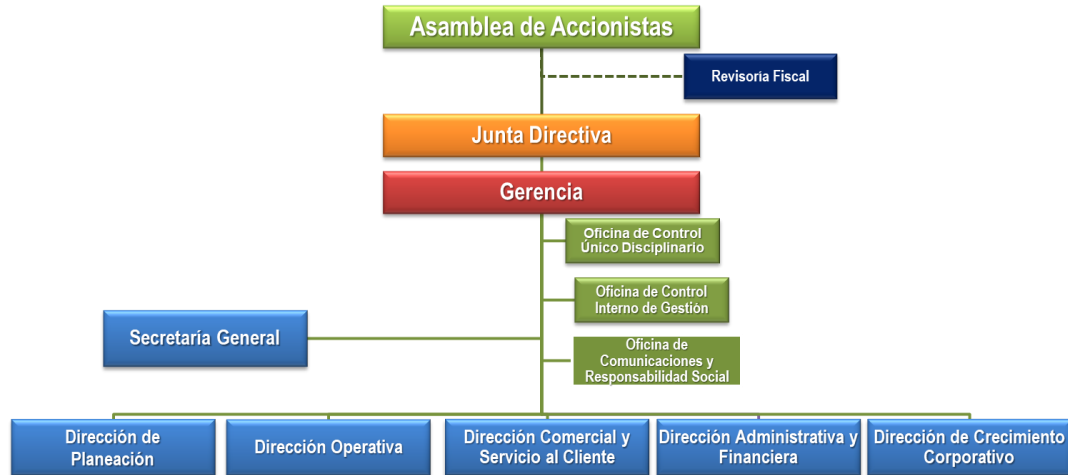 Asamblea de Accionistas
Revisoría Fiscal
Junta Directiva
Gerencia
Oficina de Control
Único Disciplinario
Oficina de Control
Interno de Gestión
Secretaría General
Oficina de
Comunicaciones y
Responsabilidad Social
Dirección de
Planeación
Dirección Operativa
Dirección Comercial y
Servicio al Cliente
Dirección Administrativa y
Financiera
Dirección de Crecimiento
Corporativo